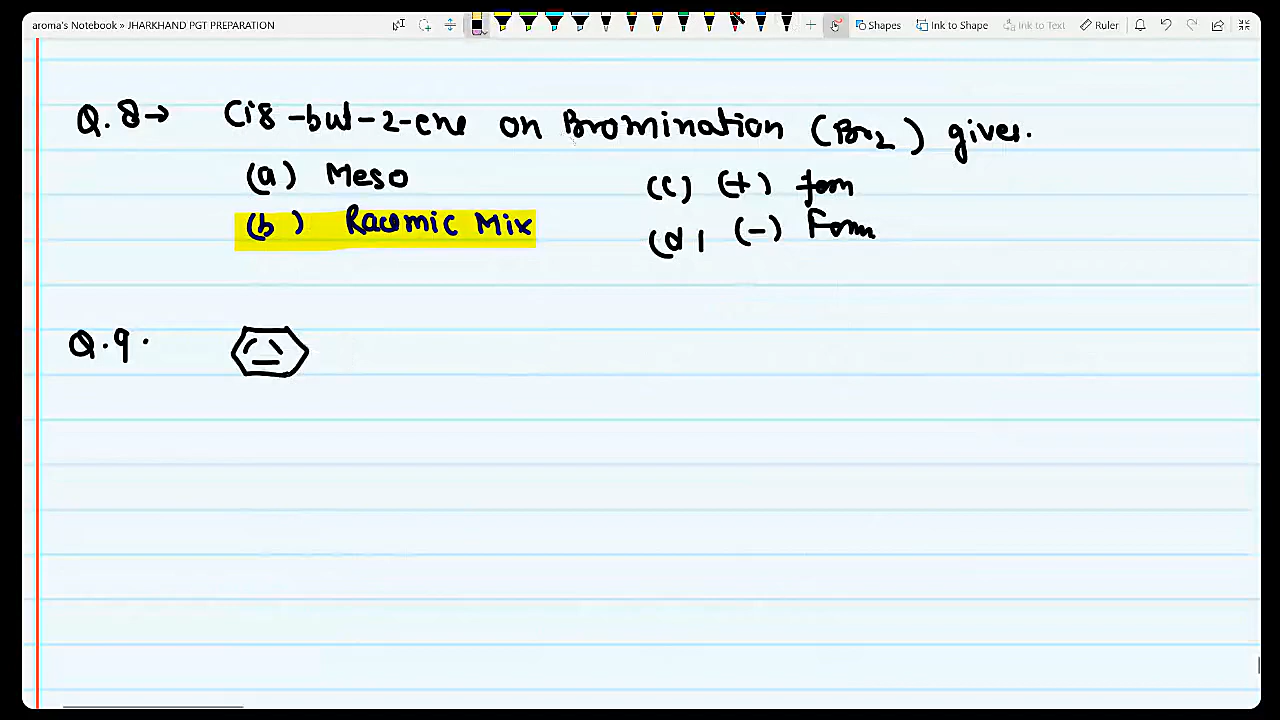 aroma's Notebook » JHARKHAND PGT PREPARATION
Shapes Ink to Shape Ink to Text Ruler
Q.8→ Cis-but-2-ene on Bromination (Br2) gives.
(a) Meso (c) (+) form
(b) Racemic Mix (d) (-) Form
Q.9.